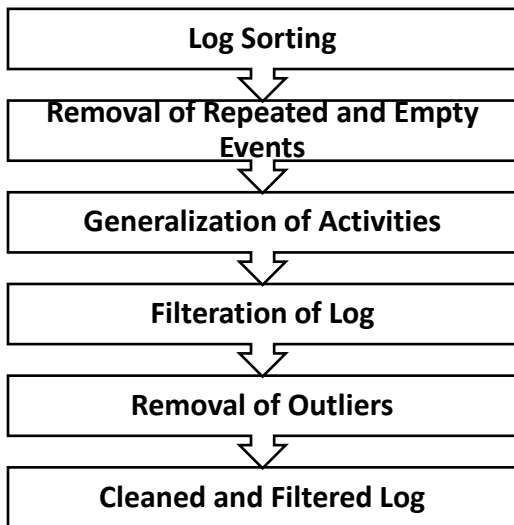 Log Sorting
Removal of Repeated and Empty
Events
Generalization of Activities
Filteration of Log
Removal of Outliers
Cleaned and Filtered Log